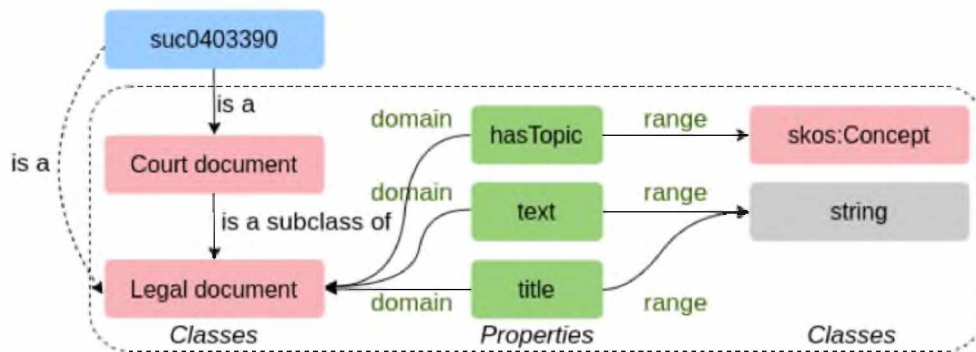 suc0403390
is a
domain hasTopic range skos:Concept
is a Court document
domain text range string
is a subclass of
Legal document domain title range
Classes Properties Classes